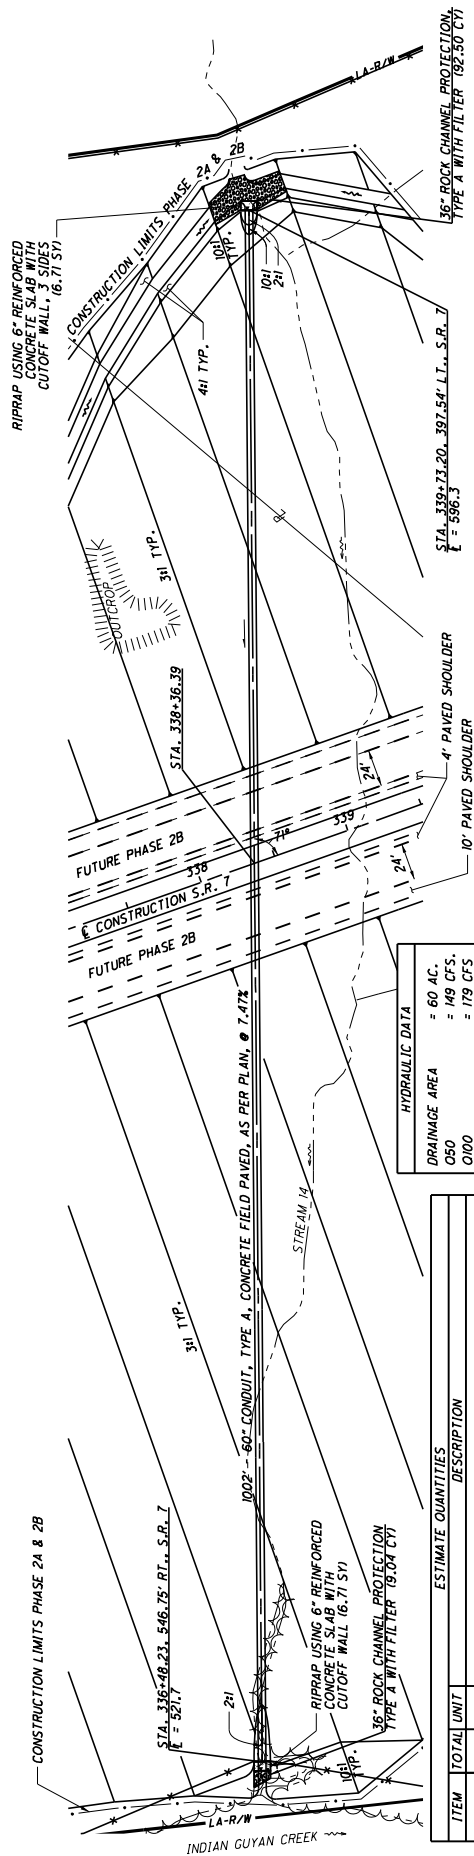 RIPRAP USING 6" REINFORCED
CONCRETE SLAB WITH
CUTOFF WALL, 3 SIDES
(6.71 SY)
CONSTRUCTION LIMITS PHASE 2A & 2B
LA-R/W
36" ROCK CHANNEL PROTECTION,
TYPE A WITH FILTER (92.50 CY)
10:1
TYP.
10:1
2:1
4:1 TYP.
STA. 339+73.20, 397.54' LT., S.R. 7
℄ = 596.3
3:1 TYP.
OUTCROP
STA. 338+36.39
4' PAVED SHOULDER
10' PAVED SHOULDER
24'
24'
71°
339
338
FUTURE PHASE 2B
℄ CONSTRUCTION S.R. 7
FUTURE PHASE 2B
1002' - 60" CONDUIT, TYPE A, CONCRETE FIELD PAVED, AS PER PLAN, @ 7.47%
STREAM 14
3:1 TYP.
HYDRAULIC DATA
DRAINAGE AREA = 60 AC.
Q50 = 149 CFS.
Q100 = 179 CFS
CONSTRUCTION LIMITS PHASE 2A & 2B
STA. 336+48.23, 546.75' RT., S.R. 7
℄ = 521.7
2:1
RIPRAP USING 6" REINFORCED
CONCRETE SLAB WITH
CUTOFF WALL (6.71 SY)
36" ROCK CHANNEL PROTECTION
TYPE A WITH FILTER (9.04 CY)
10:1
TYP.
LA-R/W
INDIAN GUYAN CREEK
ESTIMATE QUANTITIES
ITEM TOTAL UNIT DESCRIPTION